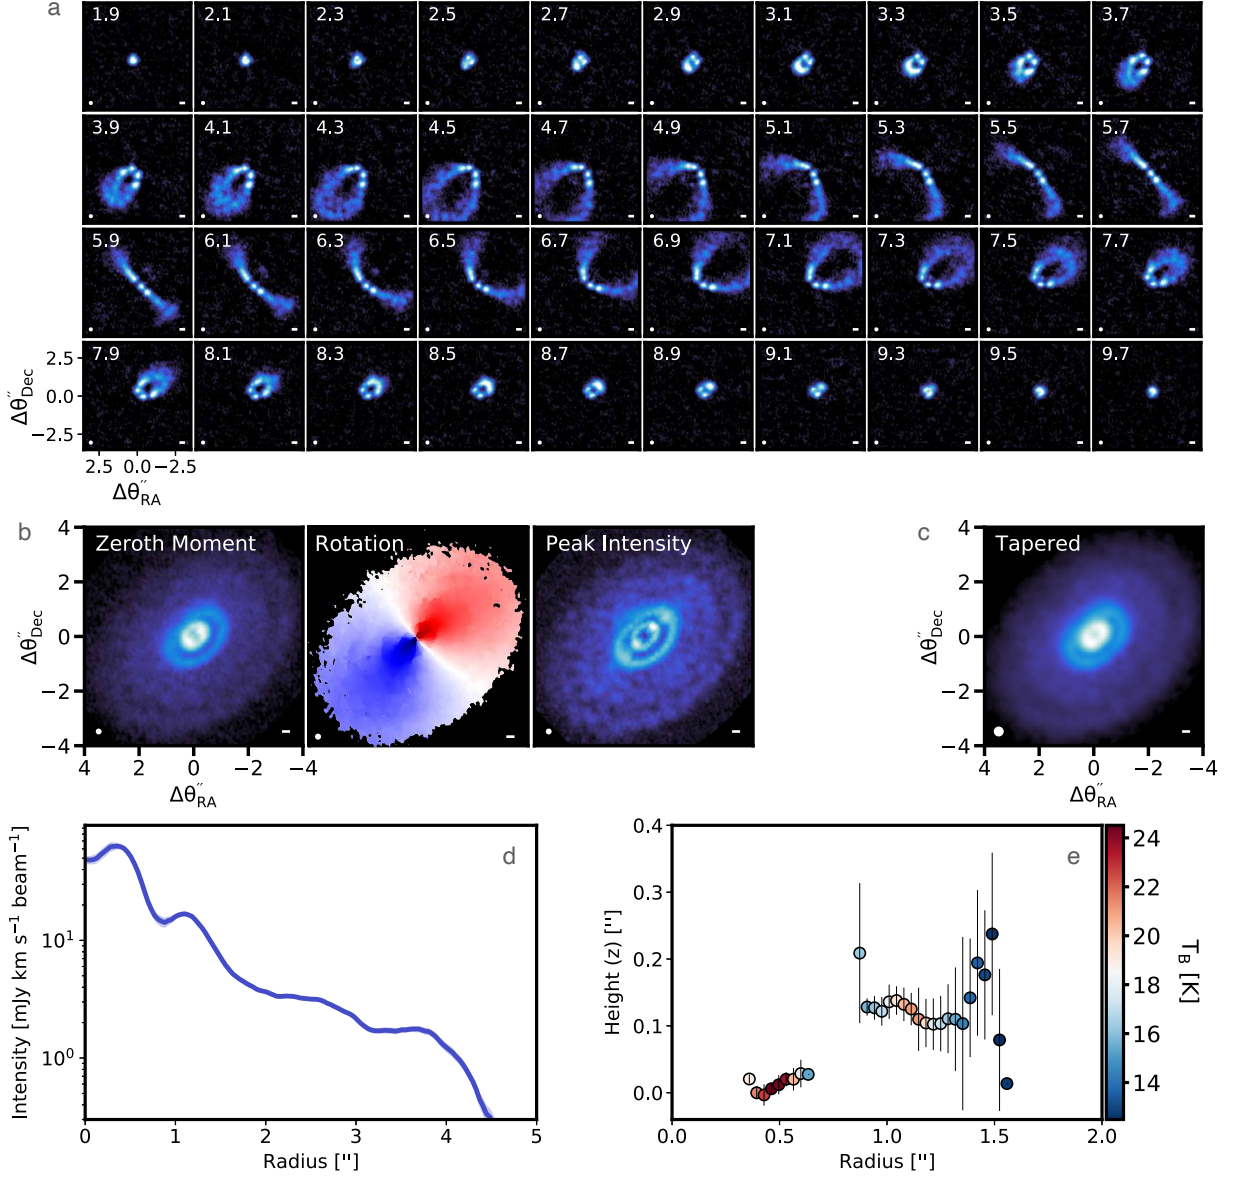 a
1.9 2.1 2.3 2.5 2.7 2.9 3.1 3.3 3.5 3.7
3.9 4.1 4.3 4.5 4.7 4.9 5.1 5.3 5.5 5.7
5.9 6.1 6.3 6.5 6.7 6.9 7.1 7.3 7.5 7.7
7.9 8.1 8.3 8.5 8.7 8.9 9.1 9.3 9.5 9.7
2.5
0.0
−2.5
Δθ″Dec
2.5 0.0 −2.5
Δθ″RA
b
Zeroth Moment Rotation Peak Intensity
4
2
0
−2
−4
Δθ″Dec
4 2 0 −2 −4
Δθ″RA
c
Tapered
4
2
0
−2
−4
Δθ″Dec
4 2 0 −2 −4
Δθ″RA
d
Intensity [mJy km s⁻¹ beam⁻¹]
10¹
10⁰
0 1 2 3 4 5
Radius ["]
e
Height (z) ["]
0.4
0.3
0.2
0.1
0.0
0.0 0.5 1.0 1.5 2.0
Radius ["]
24
22
20
18
16
14
T_B [K]